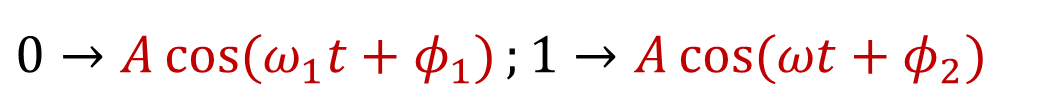 0 → A cos(ω₁t + ϕ₁) ; 1 → A cos(ωt + ϕ₂)